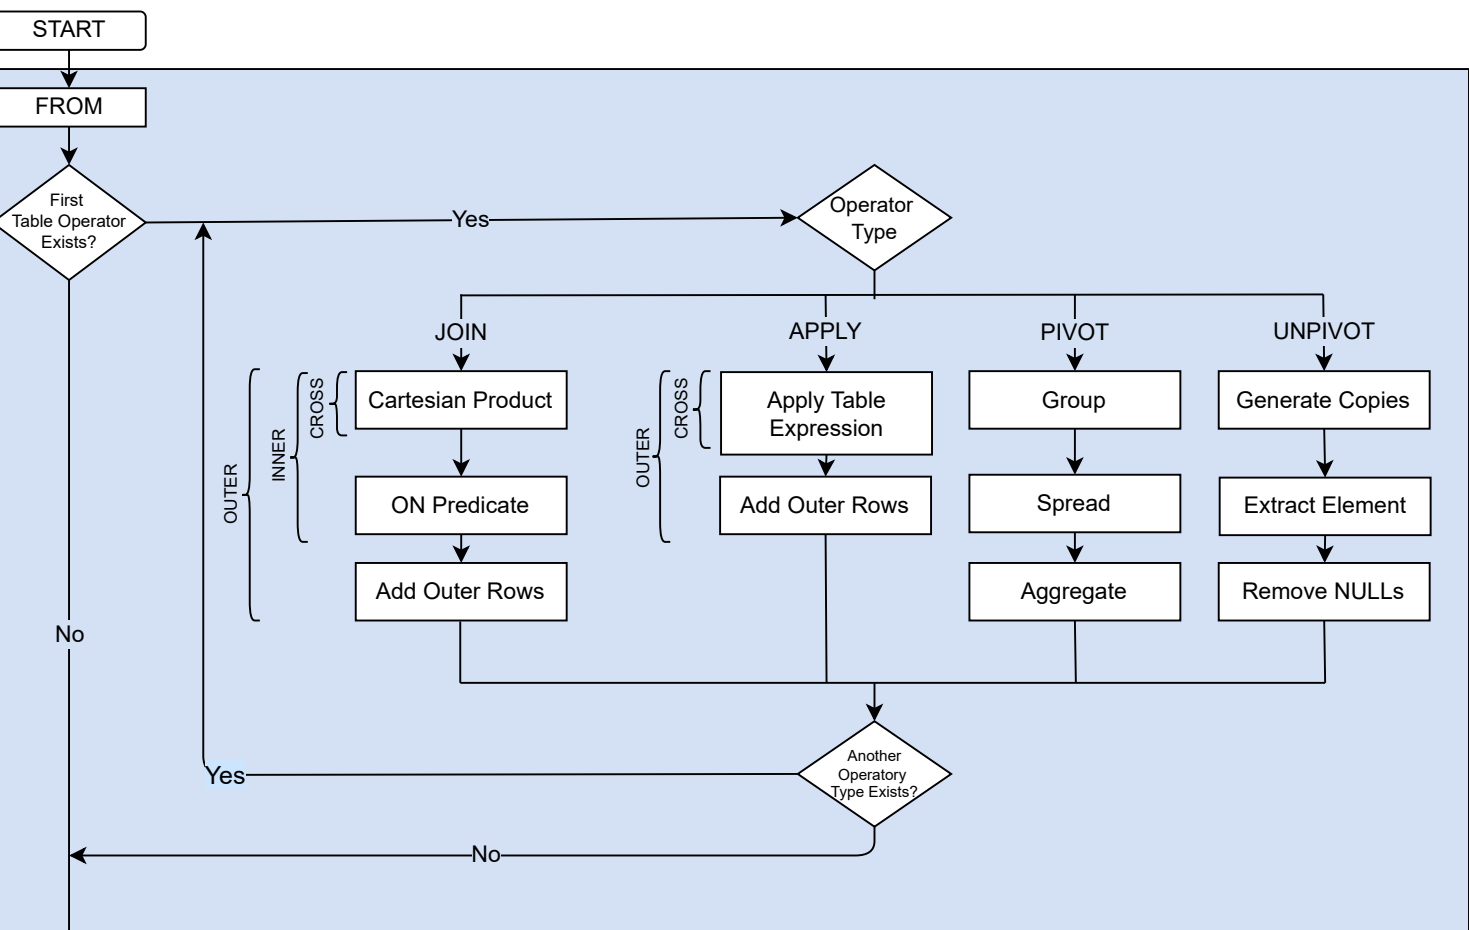 START
FROM
First
Table Operator
Exists?
Yes
Operator
Type
JOIN
APPLY
PIVOT
UNPIVOT
OUTER
INNER
CROSS
Cartesian Product
ON Predicate
Add Outer Rows
OUTER
CROSS
Apply Table
Expression
Add Outer Rows
Group
Spread
Aggregate
Generate Copies
Extract Element
Remove NULLs
No
Another
Operatory
Type Exists?
Yes
No